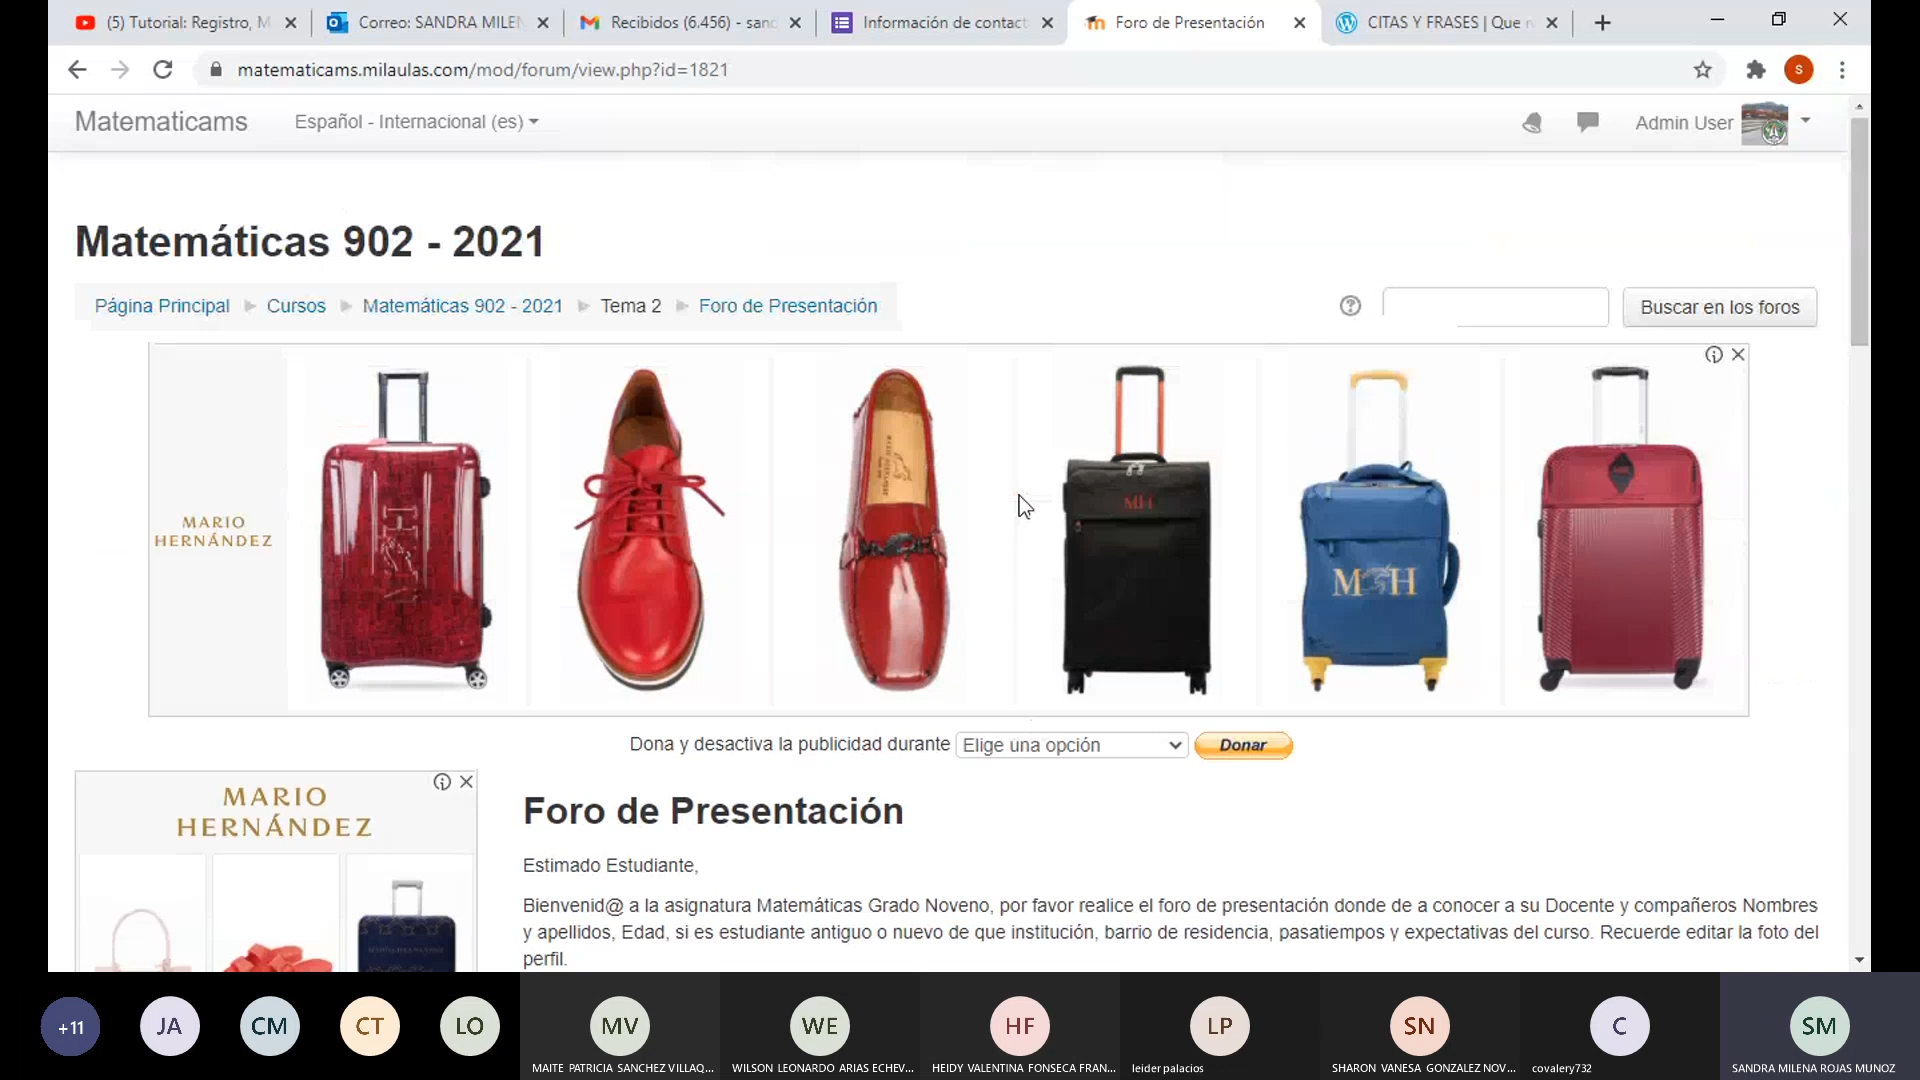 (5) Tutorial: Registro, M
Correo: SANDRA MILEN
Recibidos (6.456) - sand
Información de contact
Foro de Presentación
CITAS Y FRASES | Que n
matematicams.milaulas.com/mod/forum/view.php?id=1821
S
Matematicams
Español - Internacional (es)
Admin User
Matemáticas 902 - 2021
Página Principal
Cursos
Matemáticas 902 - 2021
Tema 2
Foro de Presentación
Buscar en los foros
MARIO
HERNÁNDEZ
MH
M H
Dona y desactiva la publicidad durante
Elige una opción
Donar
MARIO
HERNÁNDEZ
Foro de Presentación
Estimado Estudiante,
Bienvenid@ a la asignatura Matemáticas Grado Noveno, por favor realice el foro de presentación donde de a conocer a su Docente y compañeros Nombres
y apellidos, Edad, si es estudiante antiguo o nuevo de que institución, barrio de residencia, pasatiempos y expectativas del curso. Recuerde editar la foto del
perfil.
+11
JA
CM
CT
LO
MV
WE
HF
LP
SN
C
SM
MAITE PATRICIA SANCHEZ VILLAQ...
WILSON LEONARDO ARIAS ECHEV...
HEIDY VALENTINA FONSECA FRAN...
leider palacios
SHARON VANESA GONZALEZ NOV...
covalery732
SANDRA MILENA ROJAS MUNOZ